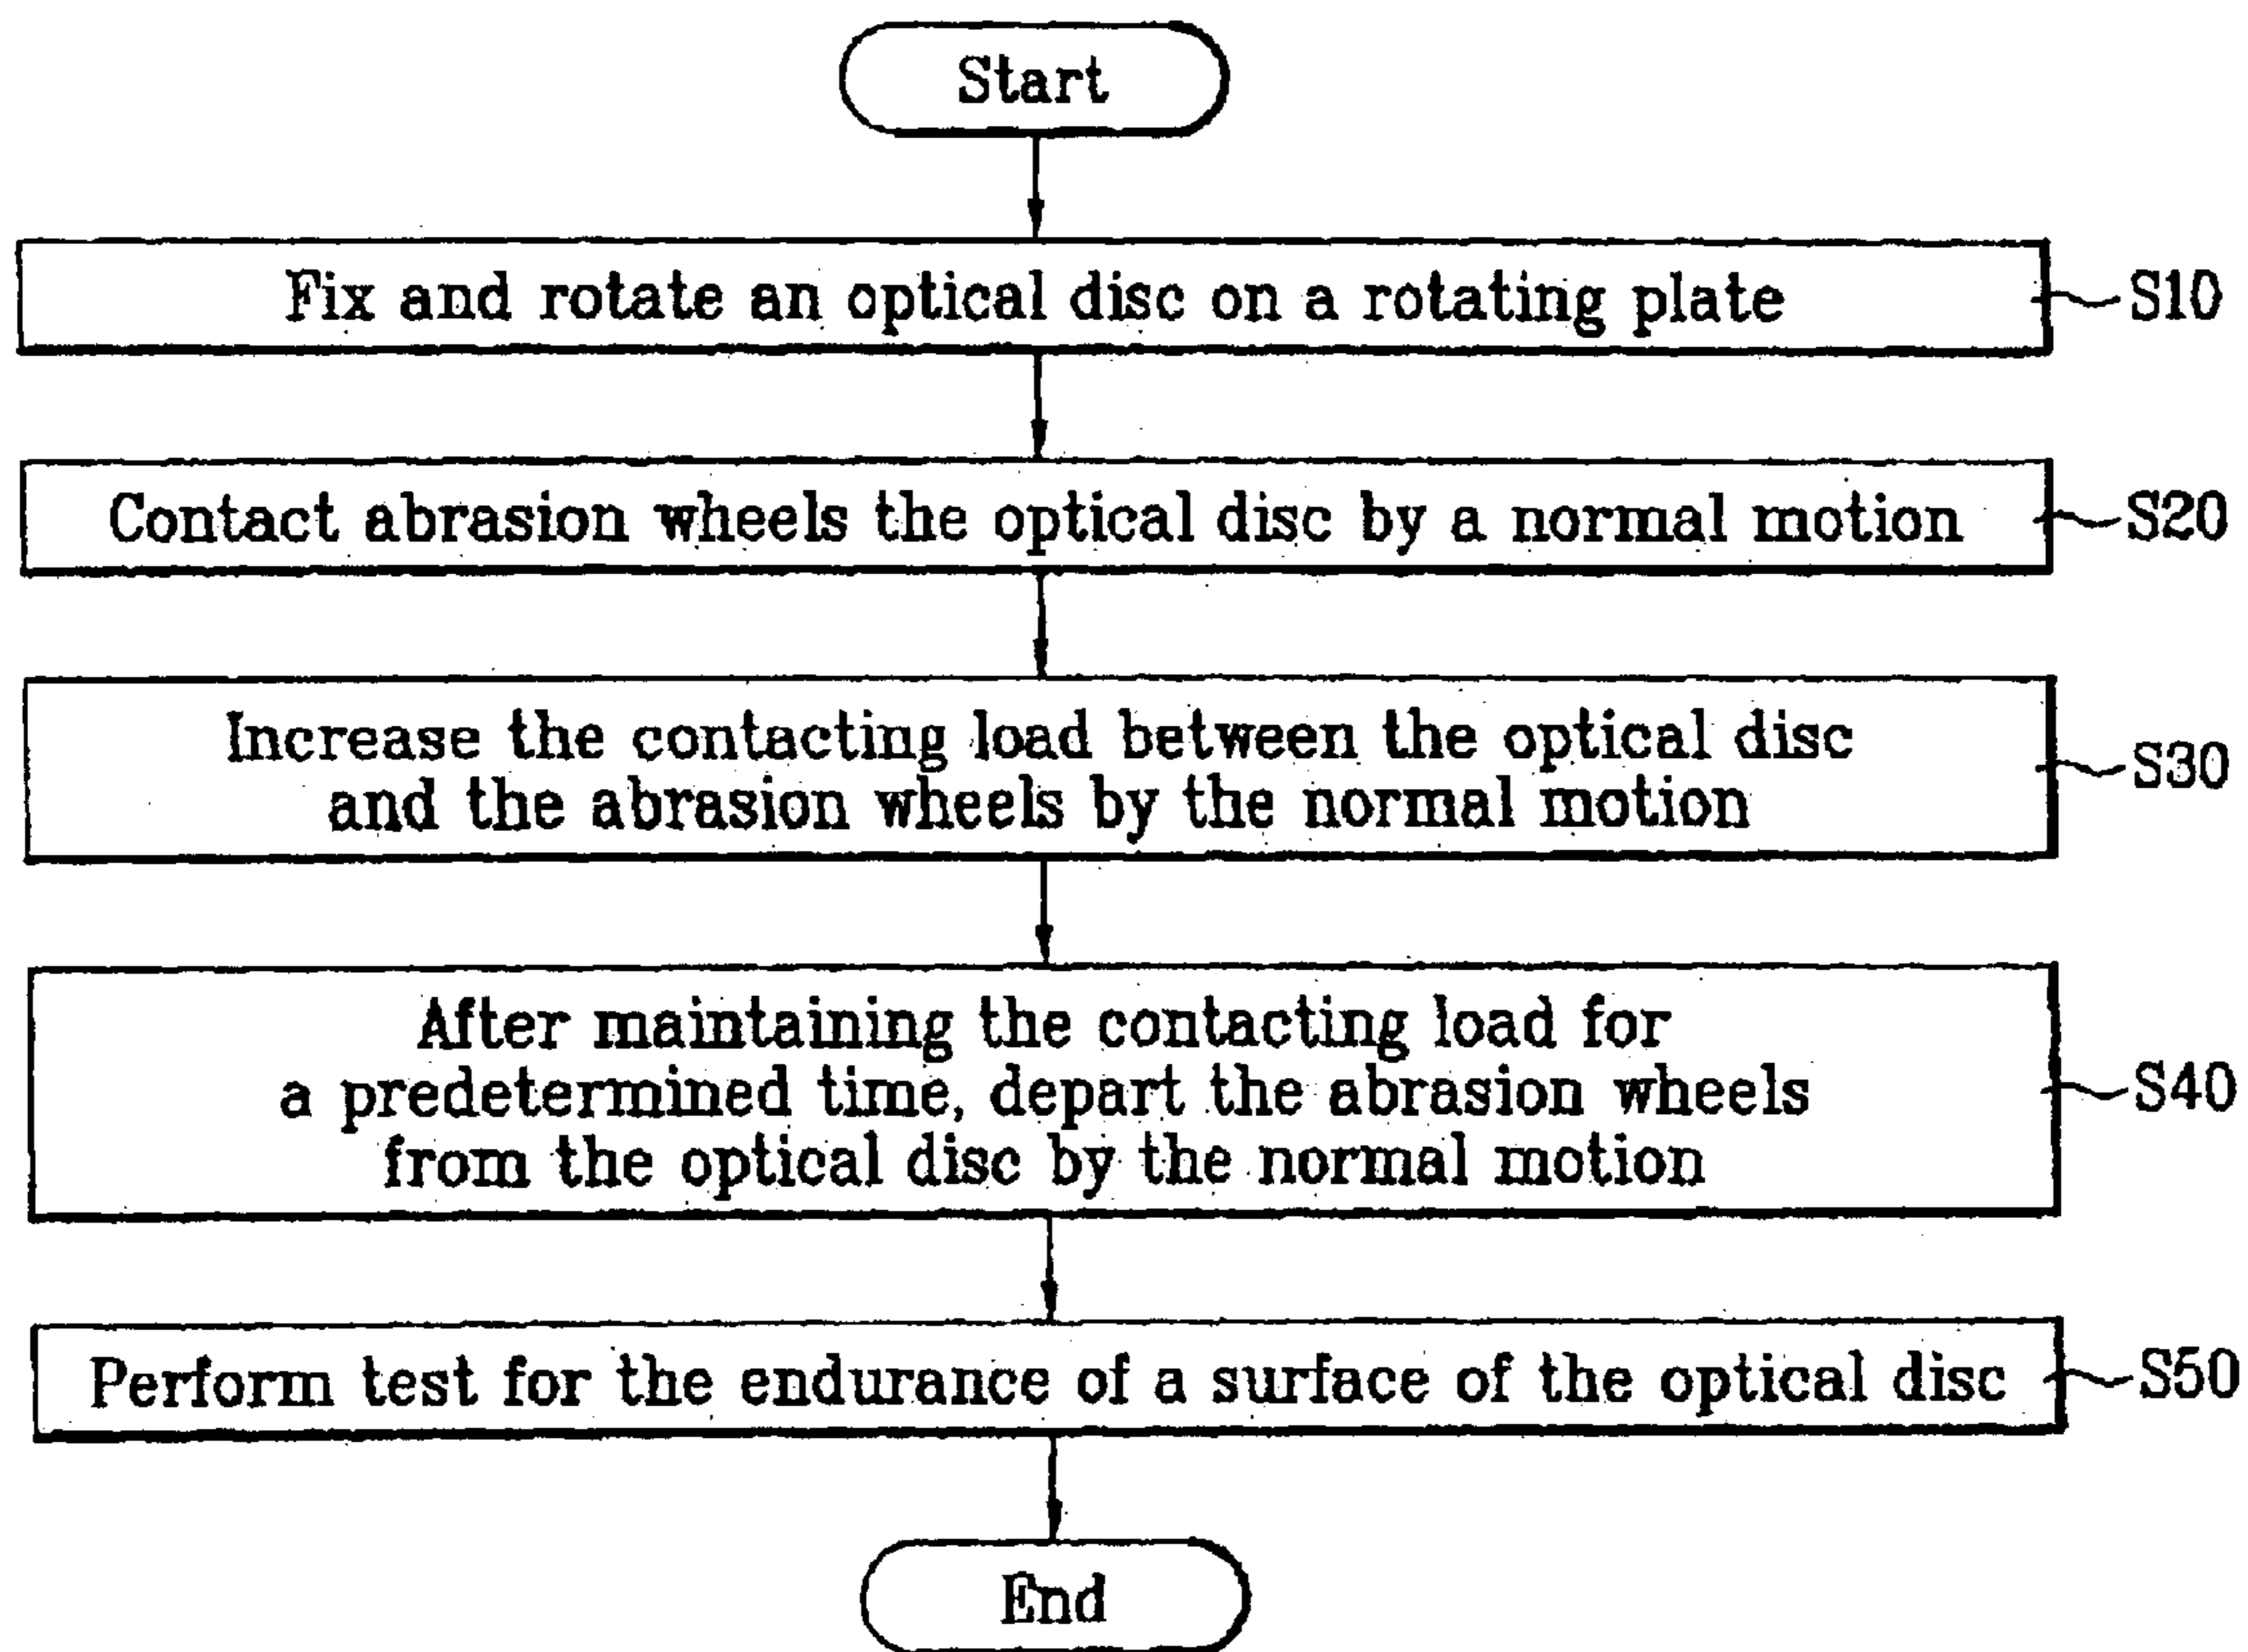 Start
Fix and rotate an optical disc on a rotating plate
S10
Contact abrasion wheels the optical disc by a normal motion
S20
Increase the contacting load between the optical disc
and the abrasion wheels by the normal motion
S30
After maintaining the contacting load for
a predetermined time, depart the abrasion wheels
from the optical disc by the normal motion
S40
Perform test for the endurance of a surface of the optical disc
S50
End